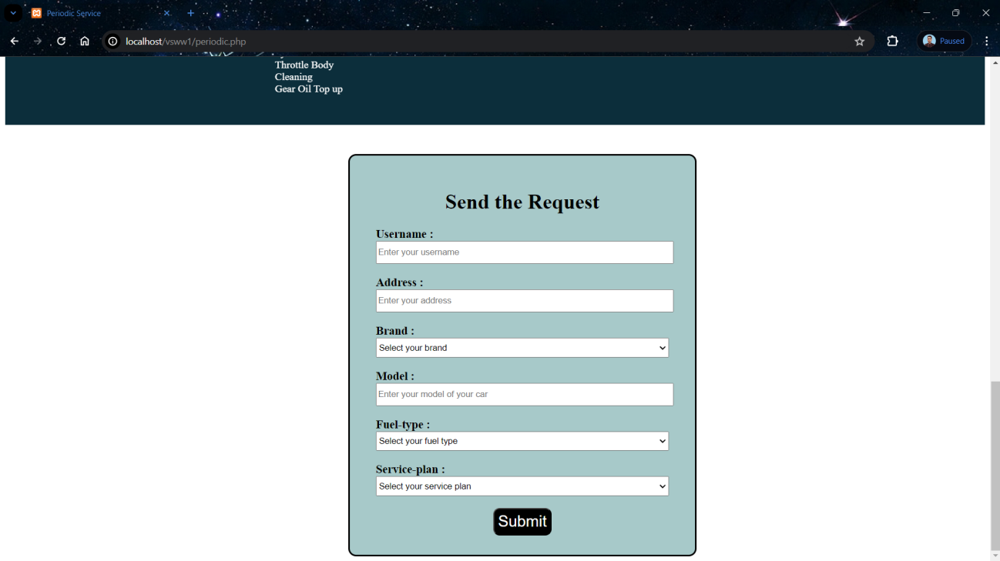 Periodic Service
localhost/vsww1/periodic.php
Paused
Throttle Body
Cleaning
Gear Oil Top up
Send the Request
Username :
Enter your username
Address :
Enter your address
Brand :
Select your brand
Model :
Enter your model of your car
Fuel-type :
Select your fuel type
Service-plan :
Select your service plan
Submit